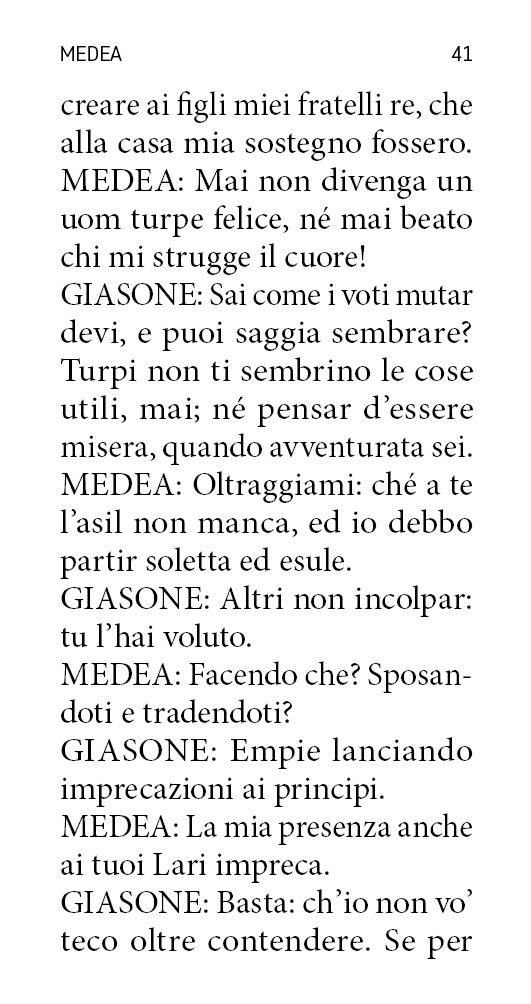 MEDEA 41
creare ai figli miei fratelli re, che
alla casa mia sostegno fossero.
MEDEA: Mai non divenga un
uom turpe felice, né mai beato
chi mi strugge il cuore!
GIASONE: Sai come i voti mutar
devi, e puoi saggia sembrare?
Turpi non ti sembrino le cose
utili, mai; né pensar d’essere
misera, quando avventurata sei.
MEDEA: Oltraggiami: ché a te
l’asil non manca, ed io debbo
partir soletta ed esule.
GIASONE: Altri non incolpar:
tu l’hai voluto.
MEDEA: Facendo che? Sposan-
doti e tradendoti?
GIASONE: Empie lanciando
imprecazioni ai principi.
MEDEA: La mia presenza anche
ai tuoi Lari impreca.
GIASONE: Basta: ch’io non vo’
teco oltre contendere. Se per